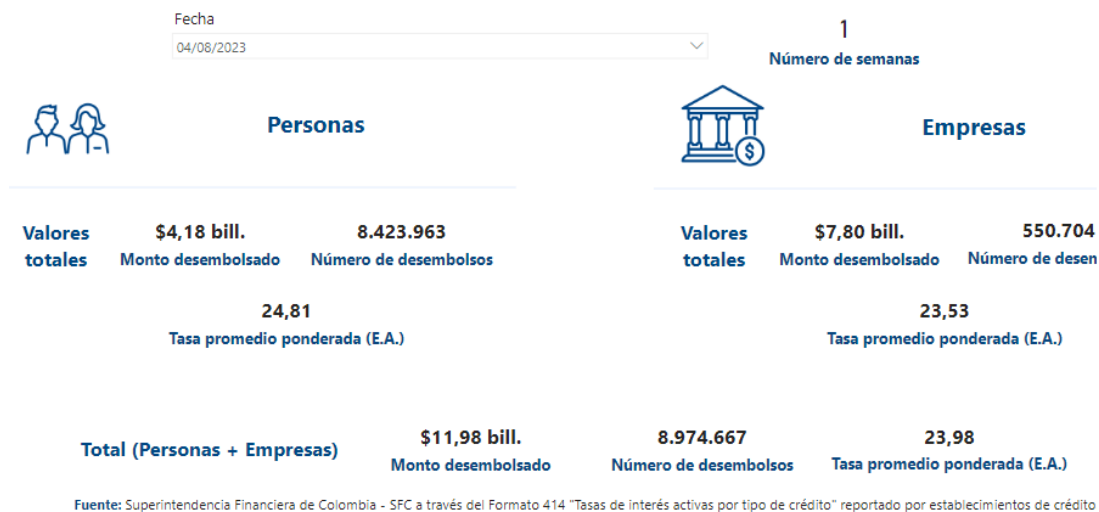 Fecha
04/08/2023
1
Número de semanas
Personas
Empresas
Valores totales
$4,18 bill.
Monto desembolsado
8.423.963
Número de desembolsos
24,81
Tasa promedio ponderada (E.A.)
Valores totales
$7,80 bill.
Monto desembolsado
550.704
Número de desem
23,53
Tasa promedio ponderada (E.A.)
Total (Personas + Empresas)
$11,98 bill.
Monto desembolsado
8.974.667
Número de desembolsos
23,98
Tasa promedio ponderada (E.A.)
Fuente: Superintendencia Financiera de Colombia - SFC a través del Formato 414 "Tasas de interés activas por tipo de crédito" reportado por establecimientos de crédito